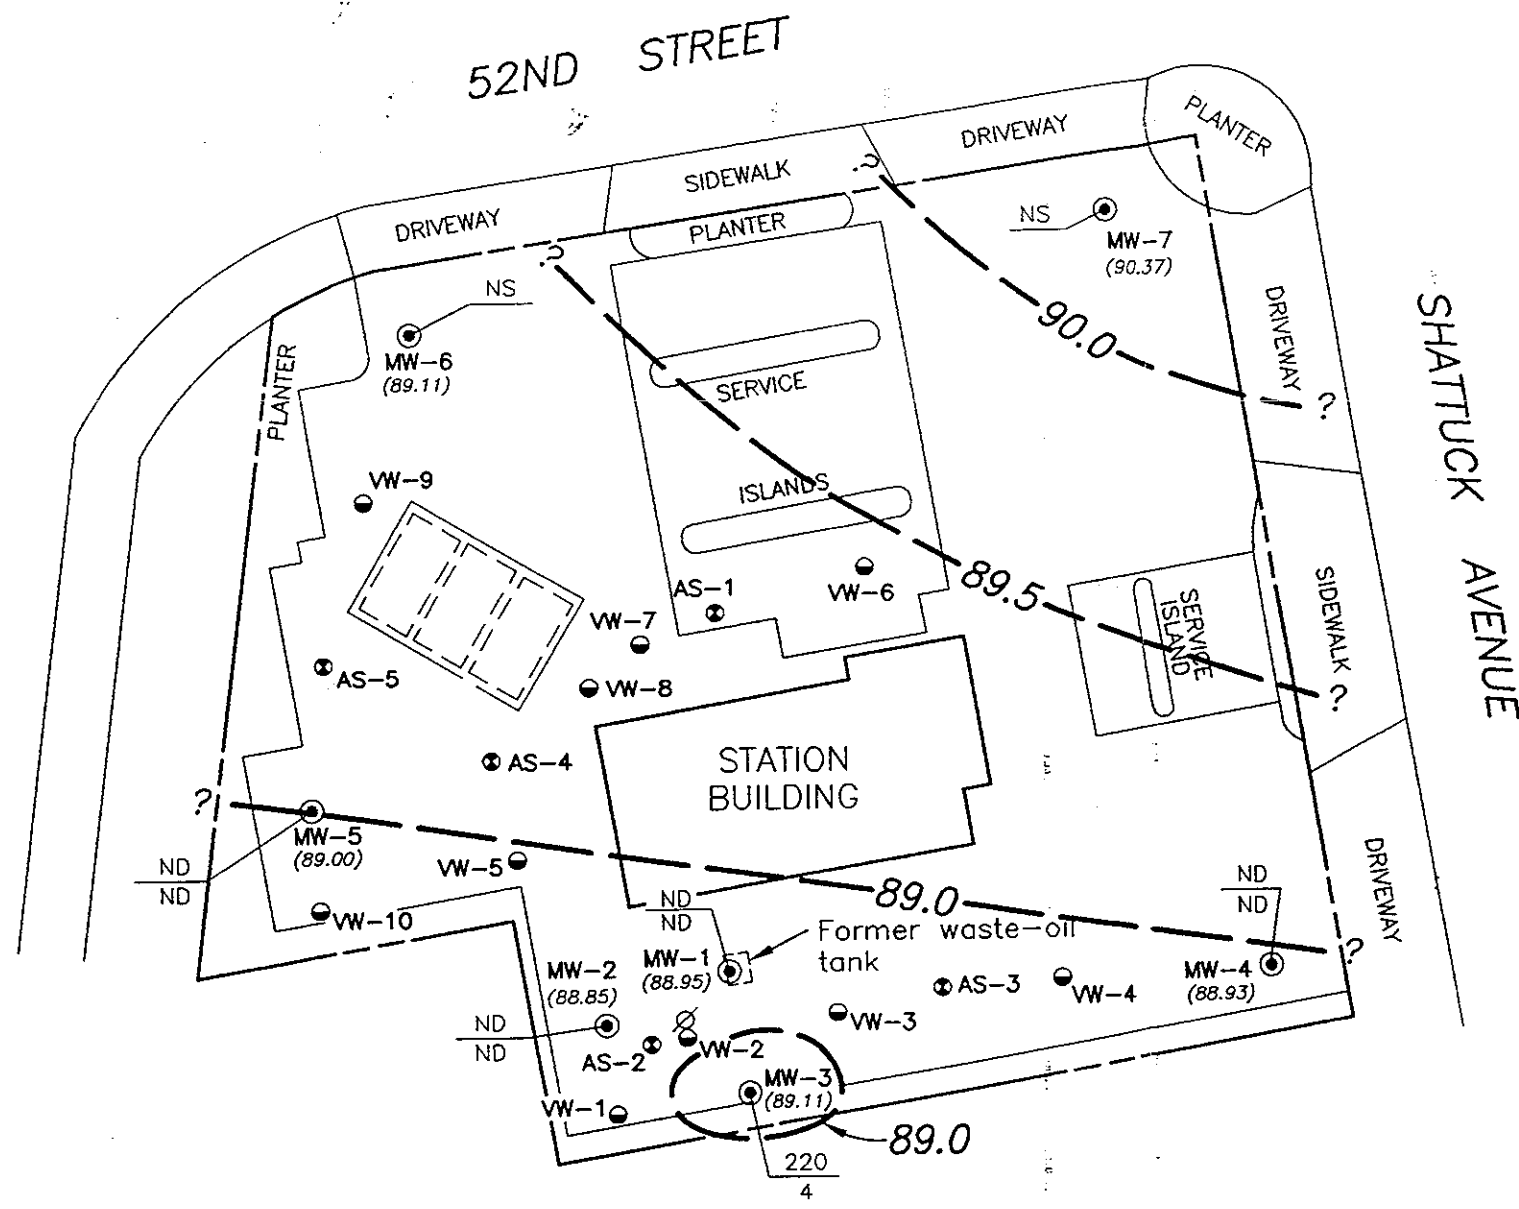 52ND STREET
PLANTER
DRIVEWAY
SIDEWALK
?
DRIVEWAY
PLANTER
NS
MW-7
(90.37)
?
NS
MW-6
(89.11)
PLANTER
DRIVEWAY
SHATTUCK AVENUE
90.0
?
SERVICE
ISLANDS
VW-9
AS-1
VW-6
89.5
VW-7
SERVICE
ISLAND
SIDEWALK
?
AS-5
VW-8
AS-4
STATION
BUILDING
?
MW-5
(89.00)
ND
ND
VW-5
VW-10
89.0
ND
ND
DRIVEWAY
ND
ND
Former waste-oil
tank
?
MW-1
(88.95)
MW-2
(88.85)
MW-4
(88.93)
AS-3
VW-4
VW-3
ND
ND
AS-2
VW-2
MW-3
(89.11)
VW-1
89.0
220
4